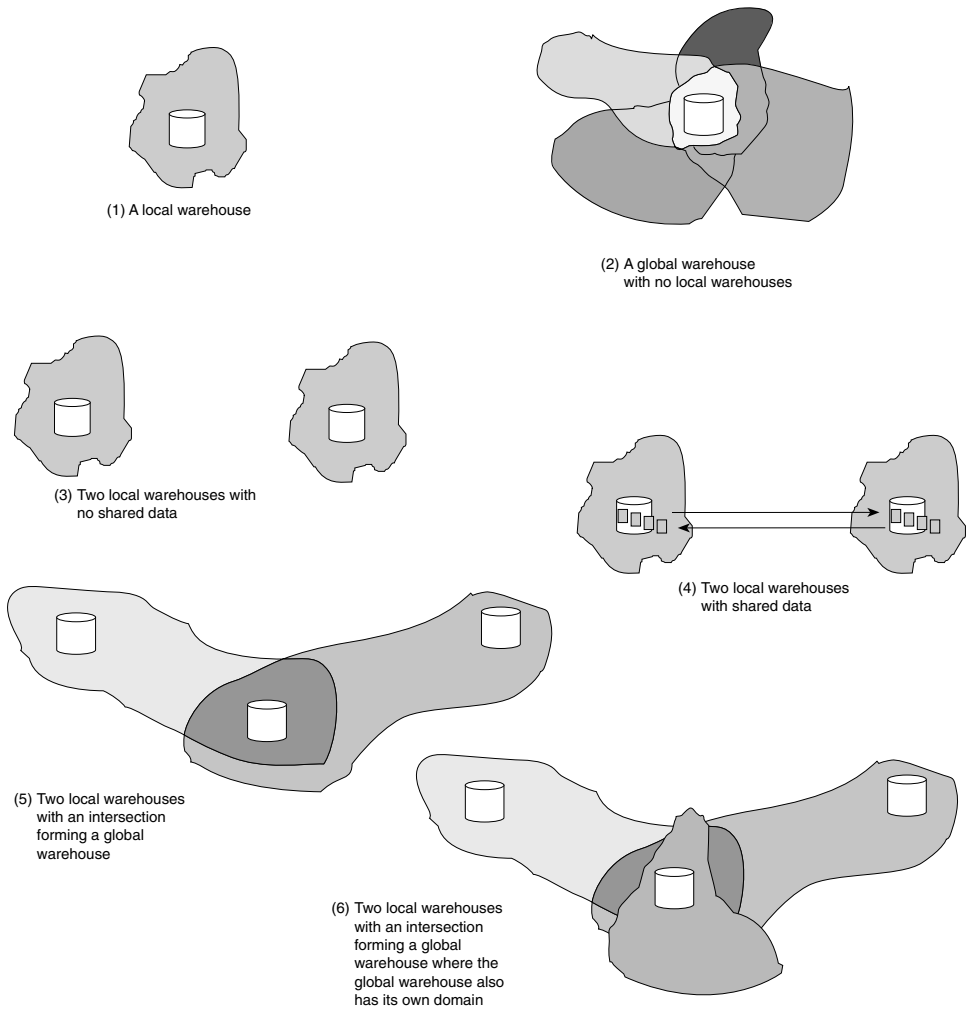 (1) A local warehouse
(2) A global warehouse
with no local warehouses
(3) Two local warehouses with
no shared data
(4) Two local warehouses
with shared data
(5) Two local warehouses
with an intersection
forming a global
warehouse
(6) Two local warehouses
with an intersection
forming a global
warehouse where the
global warehouse also
has its own domain